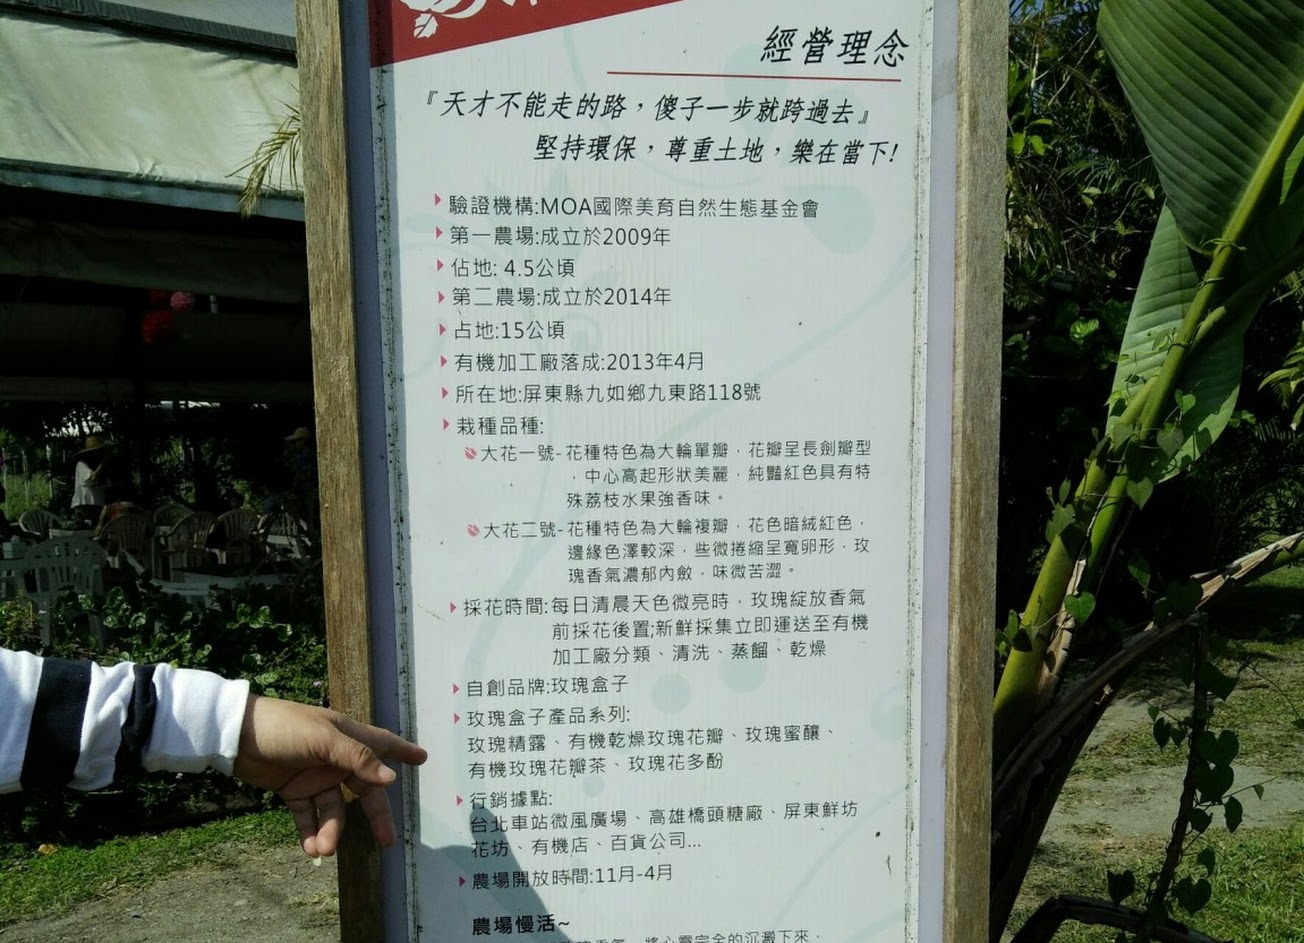 經營理念
『天才不能走的路，傻子一步就跨過去』
堅持環保，尊重土地，樂在當下!
驗證機構:MOA國際美育自然生態基金會
第一農場:成立於2009年
佔地: 4.5公頃
第二農場:成立於2014年
占地:15公頃
有機加工廠落成:2013年4月
所在地:屏東縣九如鄉九東路118號
栽種品種:
大花一號-花種特色為大輪單瓣，花瓣呈長劍瓣型
，中心高起形狀美麗，純豔紅色具有特
殊荔枝水果強香味。
大花二號-花種特色為大輪複瓣，花色暗絨紅色，
邊緣色澤較深，些微捲縮呈寬卵形，玫
瑰香氣濃郁內斂，味微苦澀。
採花時間:每日清晨天色微亮時，玫瑰綻放香氣
前採花後置;新鮮採集立即運送至有機
加工廠分類、清洗、蒸餾、乾燥
自創品牌:玫瑰盒子
玫瑰盒子產品系列:
玫瑰精露、有機乾燥玫瑰花瓣、玫瑰蜜釀、
有機玫瑰花瓣茶、玫瑰花多酚
行銷據點:
台北車站微風廣場、高雄橋頭糖廠、屏東鮮坊
花坊、有機店、百貨公司...
農場開放時間:11月-4月
農場慢活~
香氣，將心靈完全的沉澱下來，